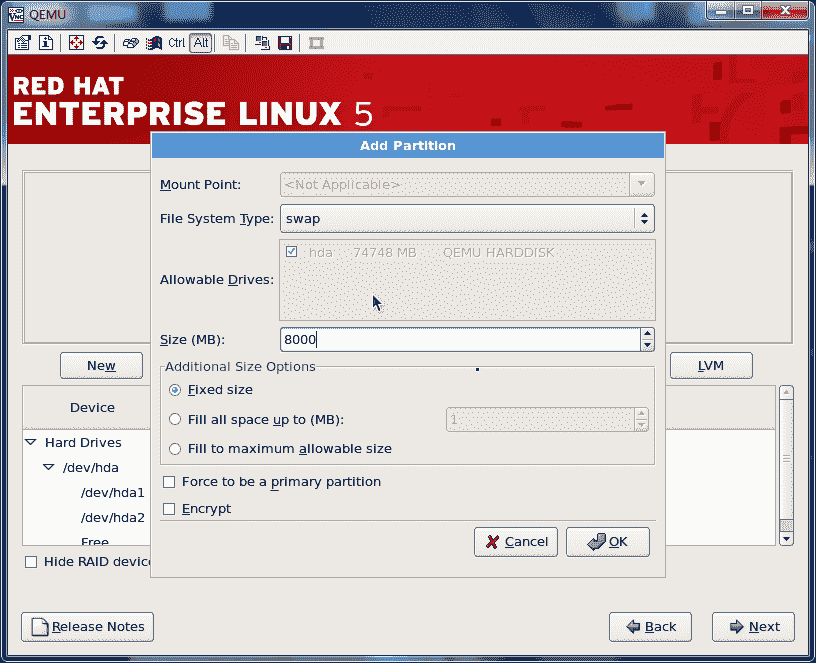 QEMU
Ctrl Alt
RED HAT
ENTERPRISE LINUX 5
Add Partition
Mount Point: <Not Applicable>
File System Type: swap
Allowable Drives:
hda 74748 MB QEMU HARDDISK
Size (MB): 8000
Additional Size Options
Fixed size
Fill all space up to (MB): 1
Fill to maximum allowable size
Force to be a primary partition
Encrypt
Cancel OK
New LVM
Device
Hard Drives
/dev/hda
/dev/hda1
/dev/hda2
Free
Hide RAID device
Release Notes Back Next